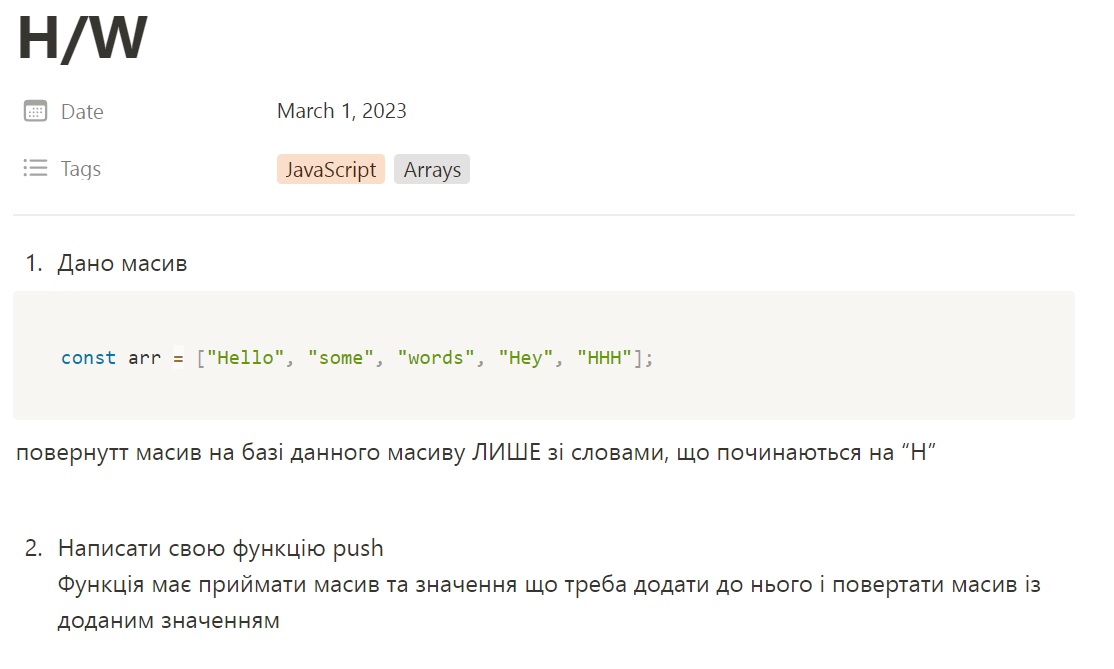 H/W
Date March 1, 2023
Tags JavaScript Arrays
1. Дано масив
const arr = ["Hello", "some", "words", "Hey", "HHH"];
повернутт масив на базі данного масиву ЛИШЕ зі словами, що починаються на “H”
2. Написати свою функцію push
Функція має приймати масив та значення що треба додати до нього і повертати масив із
доданим значенням